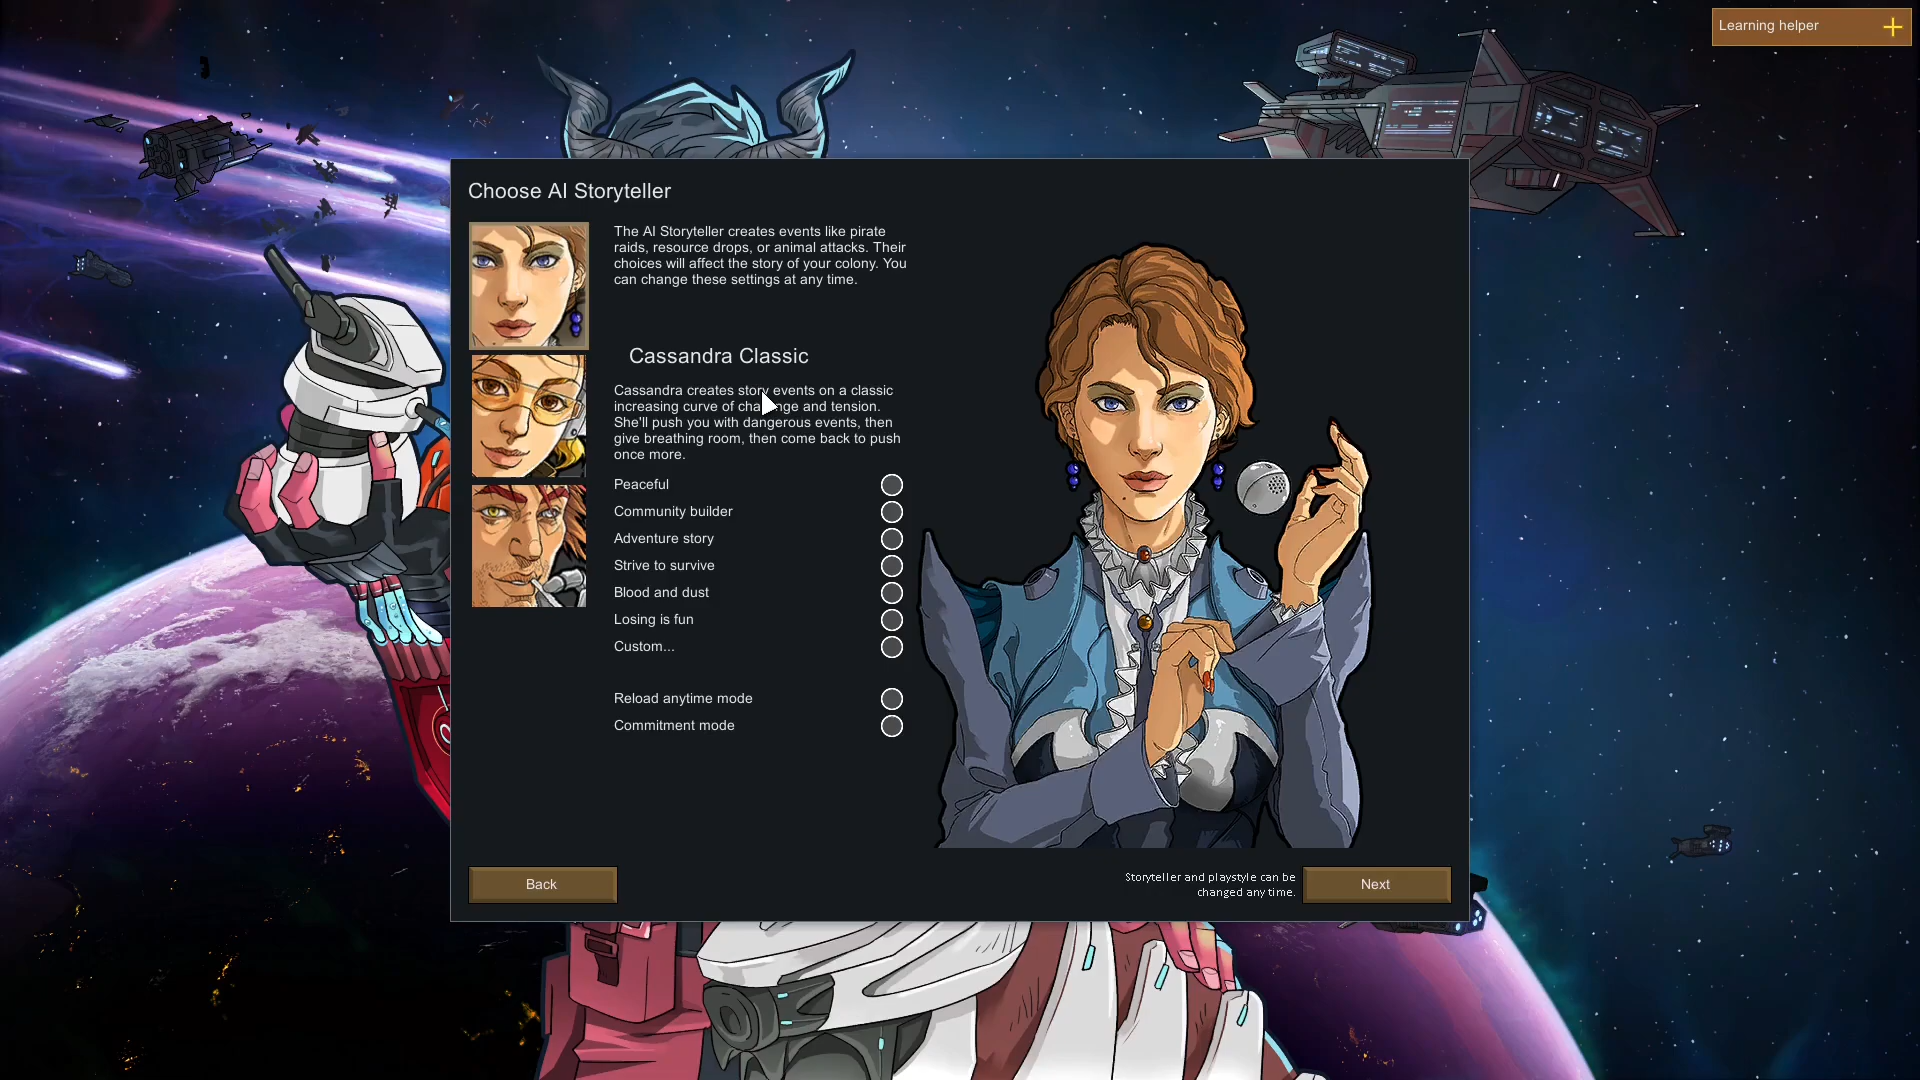 Learning helper
Choose AI Storyteller
The AI Storyteller creates events like pirate
raids, resource drops, or animal attacks. Their
choices will affect the story of your colony. You
can change these settings at any time.
Cassandra Classic
Cassandra creates story events on a classic
increasing curve of challenge and tension.
She'll push you with dangerous events, then
give breathing room, then come back to push
once more.
Peaceful
Community builder
Adventure story
Strive to survive
Blood and dust
Losing is fun
Custom...
Reload anytime mode
Commitment mode
Back
Storyteller and playstyle can be
changed any time.
Next